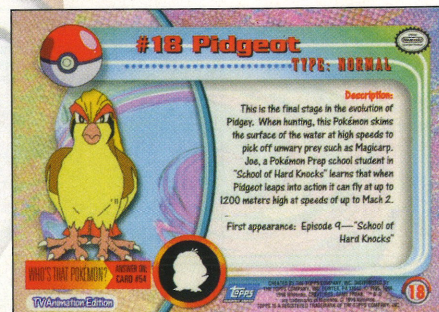 #18 Pidgeot
TYPE: NORMAL
Description:
This is the final stage in the evolution of
Pidgey. When hunting, this Pokémon skims
the surface of the water at high speeds to
pick off unwary prey such as Magicarp.
Joe, a Pokémon Prep school student in
"School of Hard Knocks" learns that when
Pidgeot leaps into action it can fly at up to
1200 meters high at speeds of up to Mach 2.
First appearance: Episode 9—"School of
Hard Knocks"
WHO'S THAT POKÉMON?
ANSWER ON:
CARD #54
TV Animation Edition
Topps
18